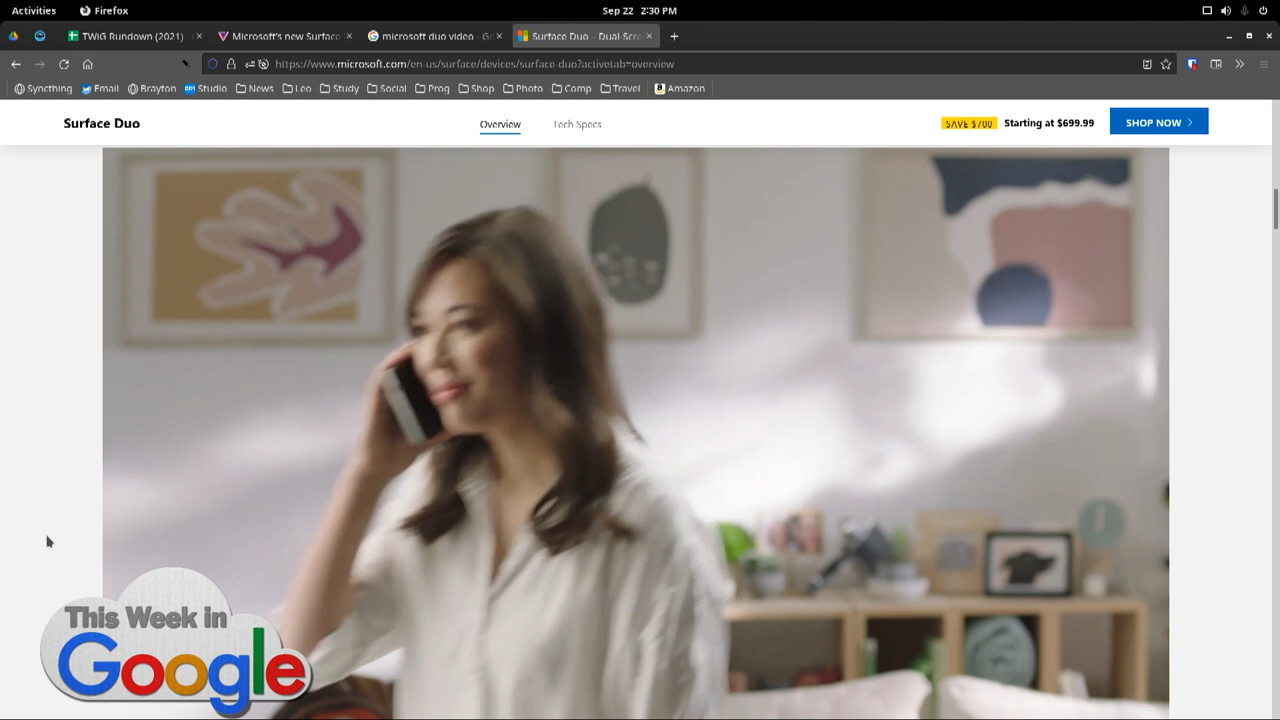 Activities Firefox Sep 22 2:30 PM
TWiG Rundown (2021) Microsoft's new Surface microsoft duo video - Go Surface Duo – Dual-Scre
https://www.microsoft.com/en-us/surface/devices/surface-duo?activetab=overview
Syncthing Email Brayton Studio News Leo Study Social Prog Shop Photo Comp Travel Amazon
Surface Duo Overview Tech Specs SAVE $700 Starting at $699.99 SHOP NOW
This Week in
Google